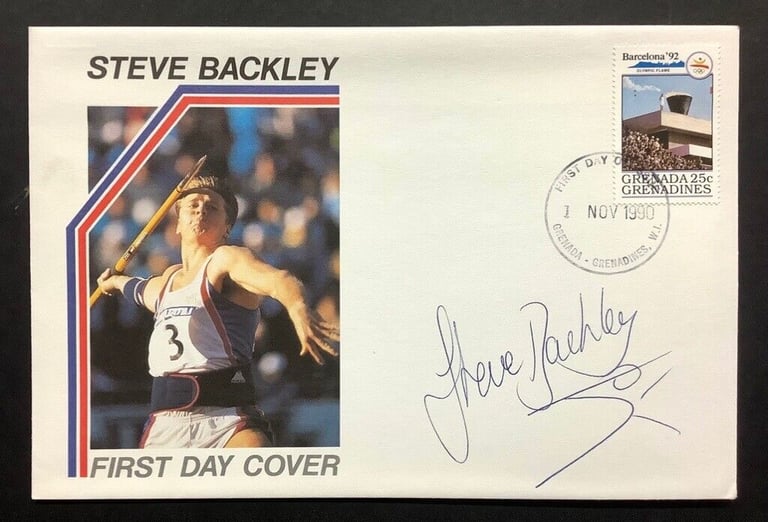 STEVE BACKLEY
Barcelona '92
OLYMPIC FLAME
GRENADA 25c
GRENADINES
FIRST DAY O
1 NOV 1990
GRENADA - GRENADINES, W.I.
3
Steve Backley
FIRST DAY COVER